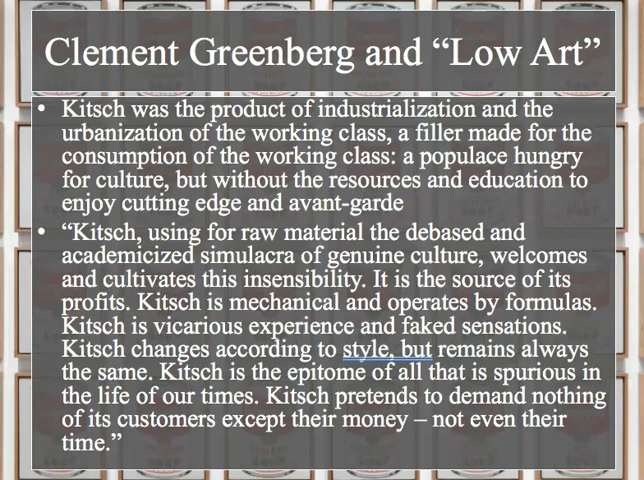 Clement Greenberg and “Low Art”
• Kitsch was the product of industrialization and the
urbanization of the working class, a filler made for the
consumption of the working class: a populace hungry
for culture, but without the resources and education to
enjoy cutting edge and avant-garde
• “Kitsch, using for raw material the debased and
academicized simulacra of genuine culture, welcomes
and cultivates this insensibility. It is the source of its
profits. Kitsch is mechanical and operates by formulas.
Kitsch is vicarious experience and faked sensations.
Kitsch changes according to style, but remains always
the same. Kitsch is the epitome of all that is spurious in
the life of our times. Kitsch pretends to demand nothing
of its customers except their money – not even their
time.”